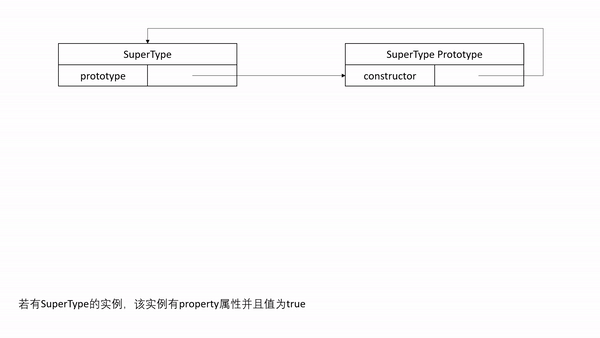 SuperType
SuperType Prototype
prototype
constructor
若有SuperType的实例，该实例有property属性并且值为true